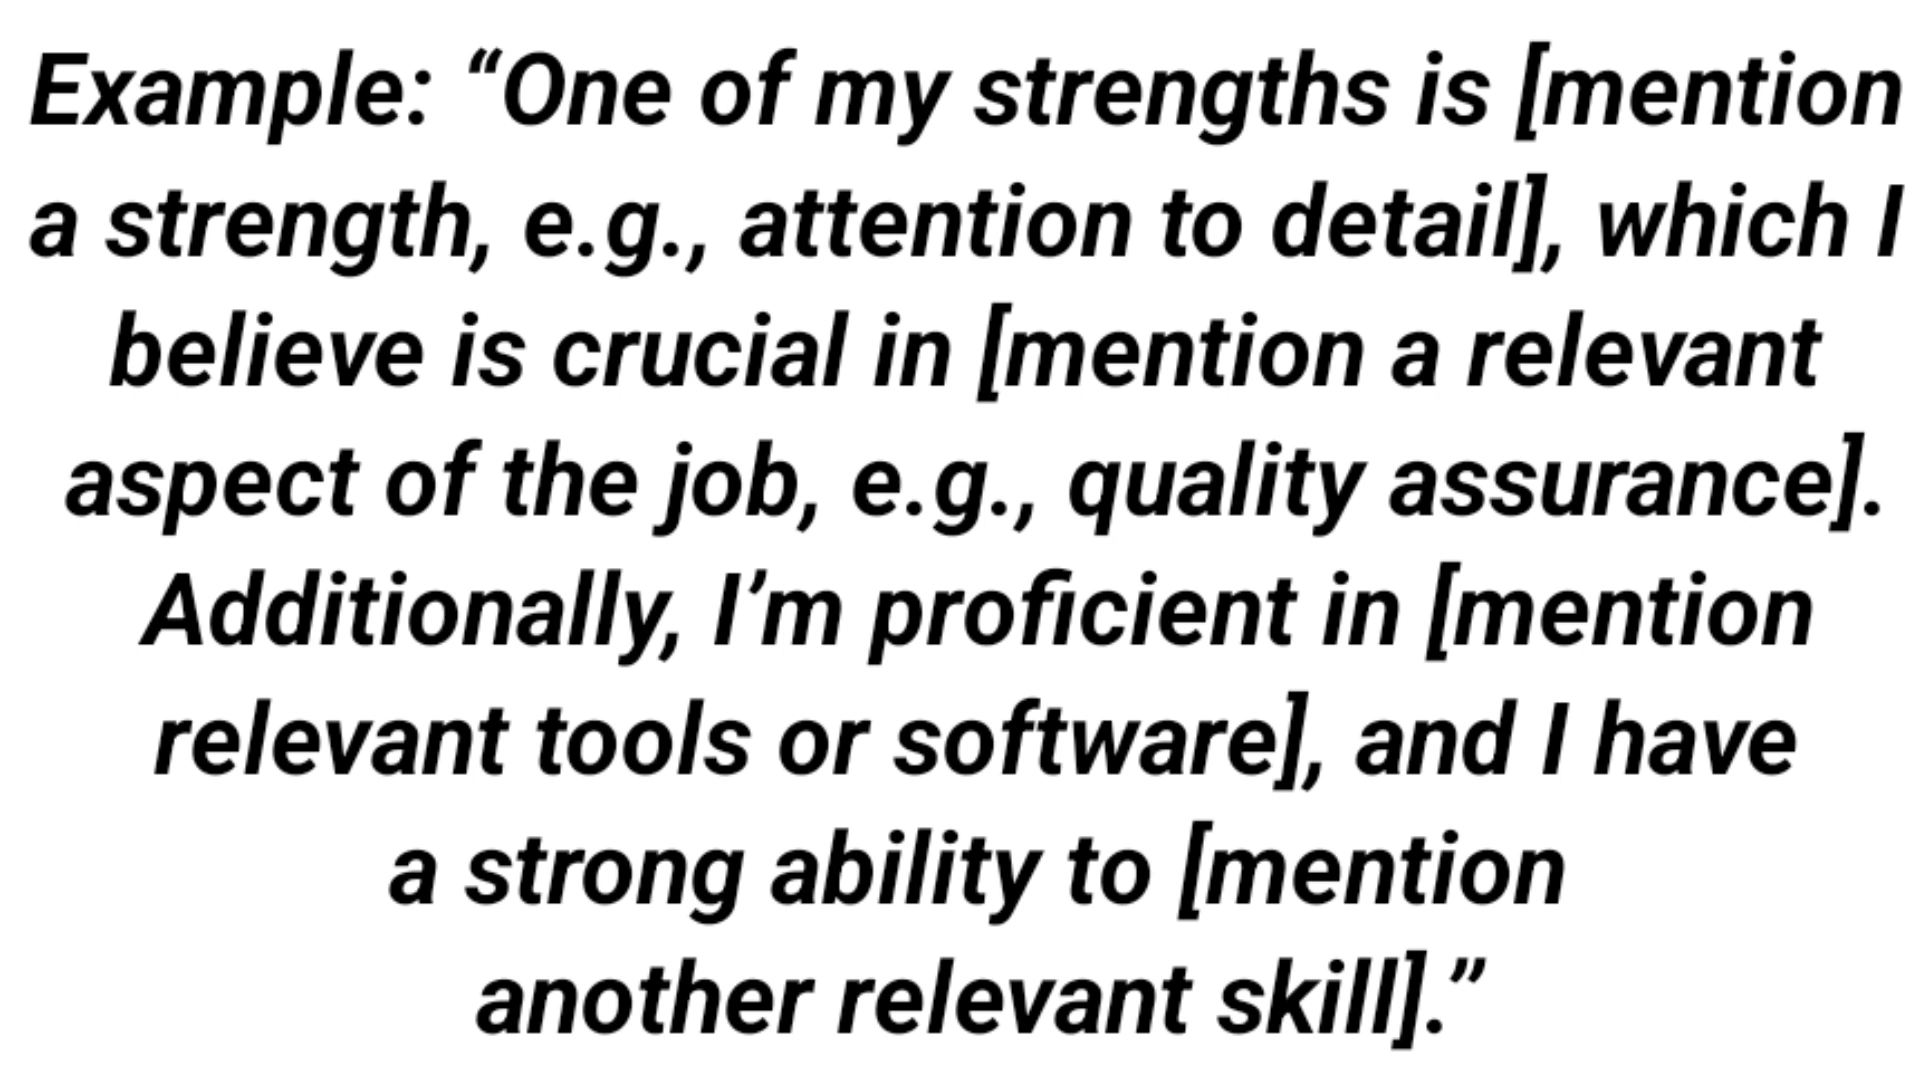 Example: “One of my strengths is [mention
a strength, e.g., attention to detail], which I
believe is crucial in [mention a relevant
aspect of the job, e.g., quality assurance].
Additionally, I’m proficient in [mention
relevant tools or software], and I have
a strong ability to [mention
another relevant skill].”